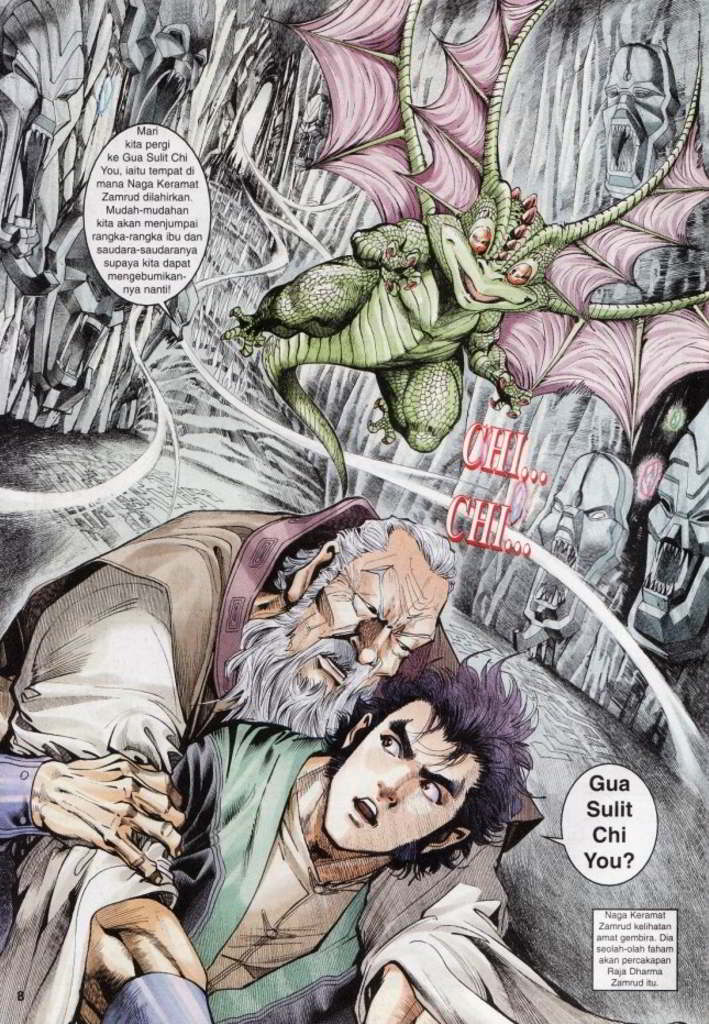 Mari
pergi
ke Gua Sulit Chi
You, iaitu tempat di
mana Naga Keramat
Zamrud dilahirkan.
Mudah-mudahan
kita akan menjumpai
rangka-rangka ibu dan
saudara-saudaranya
supaya kita dapat
mengebumikan-
nya nanti!
CHI...
CHI...
Gua
Sulit
Chi
You?
Naga Keramat
Zamrud kelihatan
amat gembira. Dia
seolah-olah faham
akan percakapan
Raja Dharma
Zamrud itu.
8